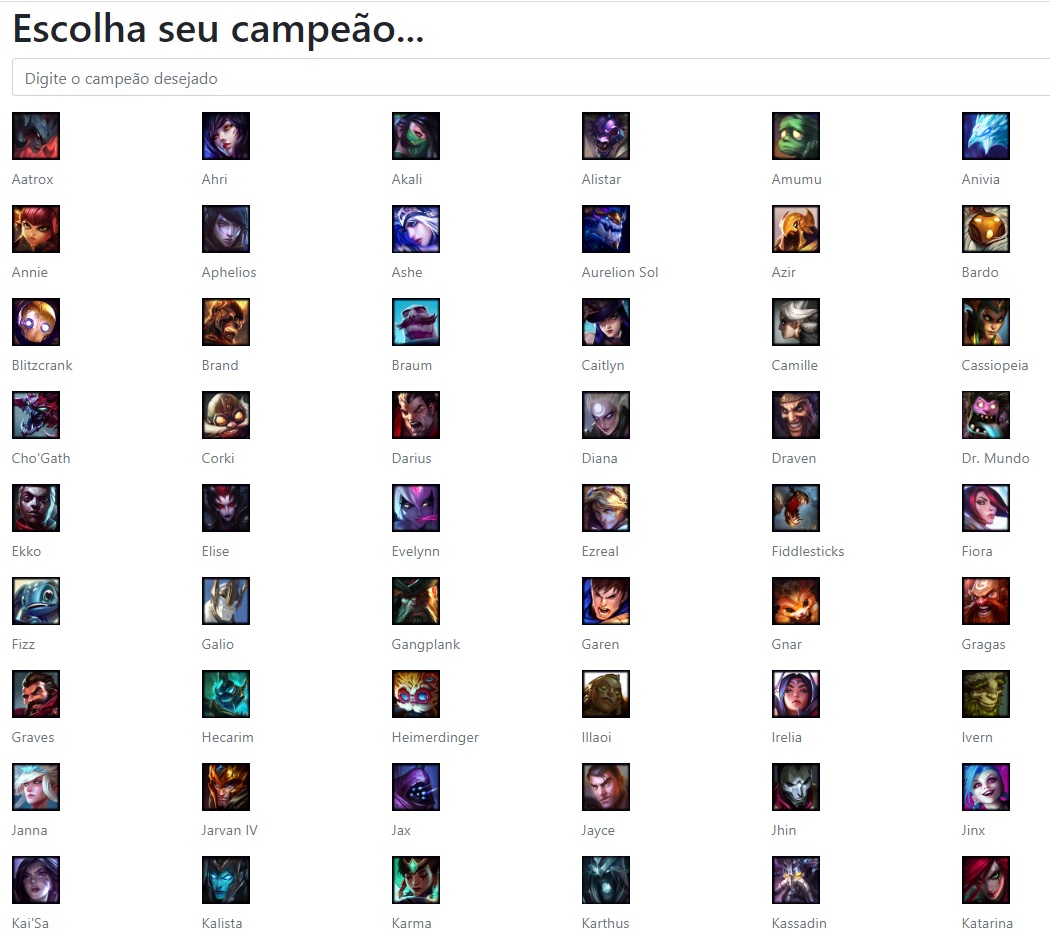 Escolha seu campeão...
Digite o campeão desejado
Aatrox Ahri Akali Alistar Amumu Anivia
Annie Aphelios Ashe Aurelion Sol Azir Bardo
Blitzcrank Brand Braum Caitlyn Camille Cassiopeia
Cho'Gath Corki Darius Diana Draven Dr. Mundo
Ekko Elise Evelynn Ezreal Fiddlesticks Fiora
Fizz Galio Gangplank Garen Gnar Gragas
Graves Hecarim Heimerdinger Illaoi Irelia Ivern
Janna Jarvan IV Jax Jayce Jhin Jinx
Kai'Sa Kalista Karma Karthus Kassadin Katarina